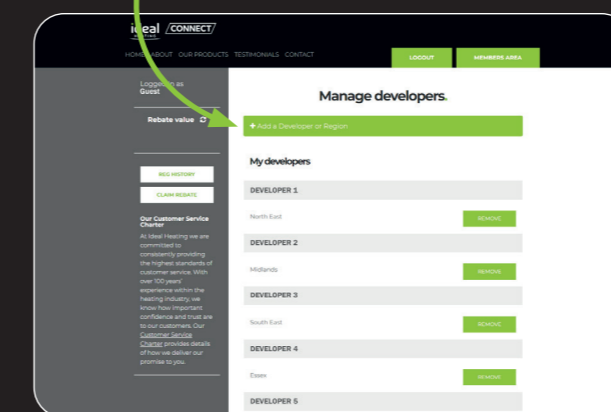 ideal /CONNECT/
HEATING
HOME ABOUT OUR PRODUCTS TESTIMONIALS CONTACT
LOGOUT
MEMBERS AREA
Logged in as
Guest
Rebate value
REG HISTORY
CLAIM REBATE
Our Customer Service
Charter
At Ideal Heating we are
committed to
consistently providing
the highest standards of
customer service. With
over 100 years'
experience within the
heating industry, we
know how important
confidence and trust are
to our customers. Our
Customer Service
Charter provides details
of how we deliver our
promise to you.
Manage developers.
+ Add a Developer or Region
My developers
DEVELOPER 1
North East
REMOVE
DEVELOPER 2
Midlands
REMOVE
DEVELOPER 3
South East
REMOVE
DEVELOPER 4
Essex
REMOVE
DEVELOPER 5